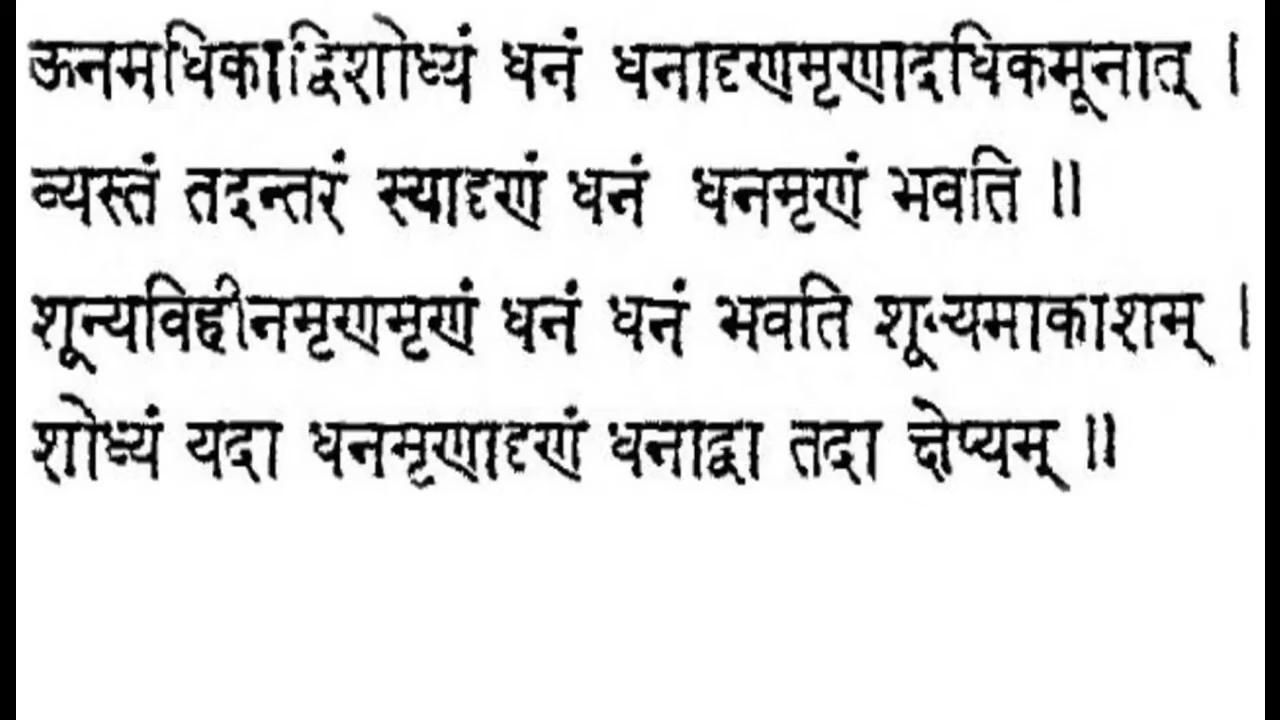 ऊनमधिकाद्विशोध्यं धनं धनादृणमृणादधिकमूनात् ।
व्यस्तं तदन्तरं स्यादृणं धनं धनमृणं भवति ॥
शून्यविहीनमृणमृणं धनं धनं भवति शून्यमाकाशम् ।
शोध्यं यदा धनमृणादृणं धनाद्वा तदा क्षेप्यम् ॥